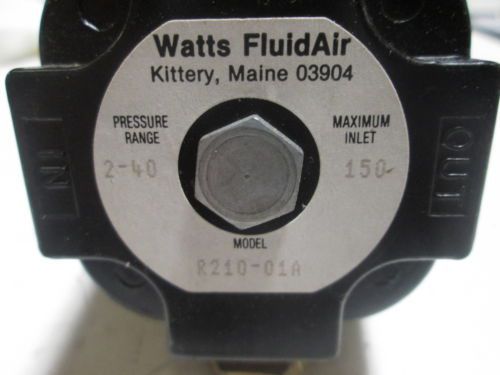 Watts FluidAir
Kittery, Maine 03904
PRESSURE
RANGE
2-40
MAXIMUM
INLET
150
IN
OUT
MODEL
R210-01A